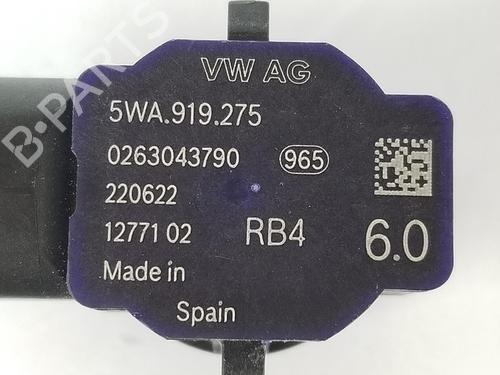 VW AG
5WA.919.275
0263043790 965
220622
12771 02 RB4 6.0
Made in
Spain
B-PARTS